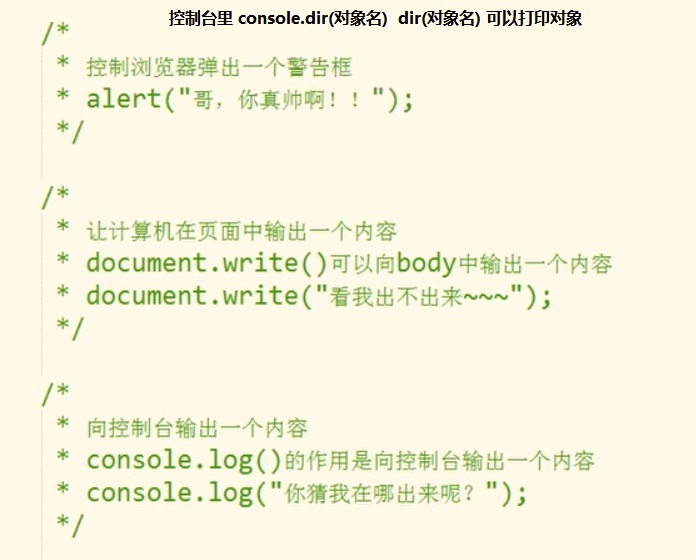 控制台里 console.dir(对象名)  dir(对象名) 可以打印对象
/*
 * 控制浏览器弹出一个警告框
 * alert("哥，你真帅啊！！");
 */
/*
 * 让计算机在页面中输出一个内容
 * document.write()可以向body中输出一个内容
 * document.write("看我出不出来~~~");
 */
/*
 * 向控制台输出一个内容
 * console.log()的作用是向控制台输出一个内容
 * console.log("你猜我在哪出来呢？");
 */